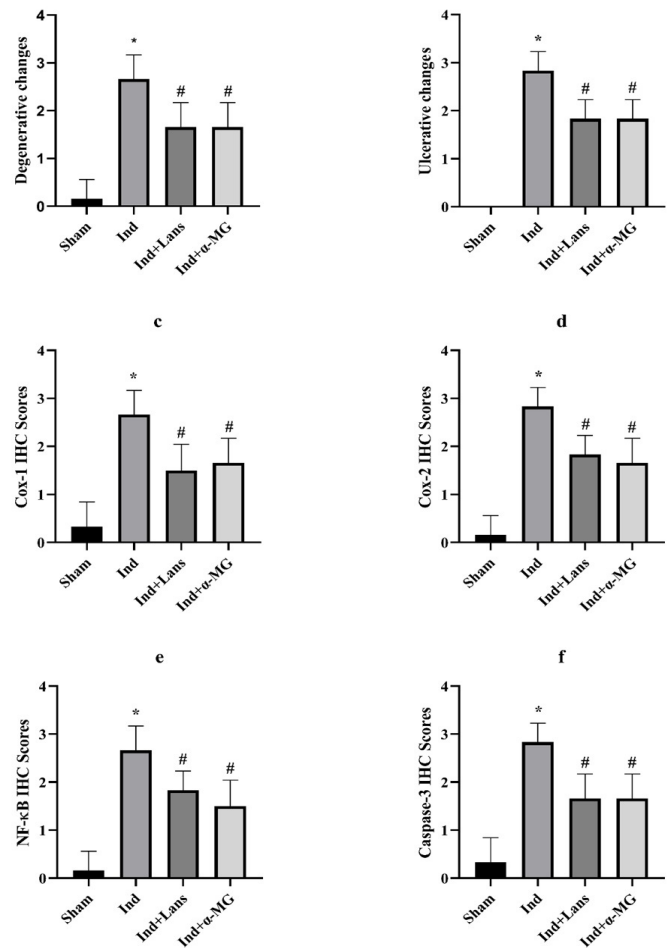 Degenerative changes
4
3
2
1
0
*
#
#
Sham
Ind
Ind+Lans
Ind+α-MG
Ulcerative changes
4
3
2
1
0
*
#
#
Sham
Ind
Ind+Lans
Ind+α-MG
c
Cox-1 IHC Scores
4
3
2
1
0
*
#
#
Sham
Ind
Ind+Lans
Ind+α-MG
d
Cox-2 IHC Scores
4
3
2
1
0
*
#
#
Sham
Ind
Ind+Lans
Ind+α-MG
e
NF-κB IHC Scores
4
3
2
1
0
*
#
#
Sham
Ind
Ind+Lans
Ind+α-MG
f
Caspase-3 IHC Scores
4
3
2
1
0
*
#
#
Sham
Ind
Ind+Lans
Ind+α-MG